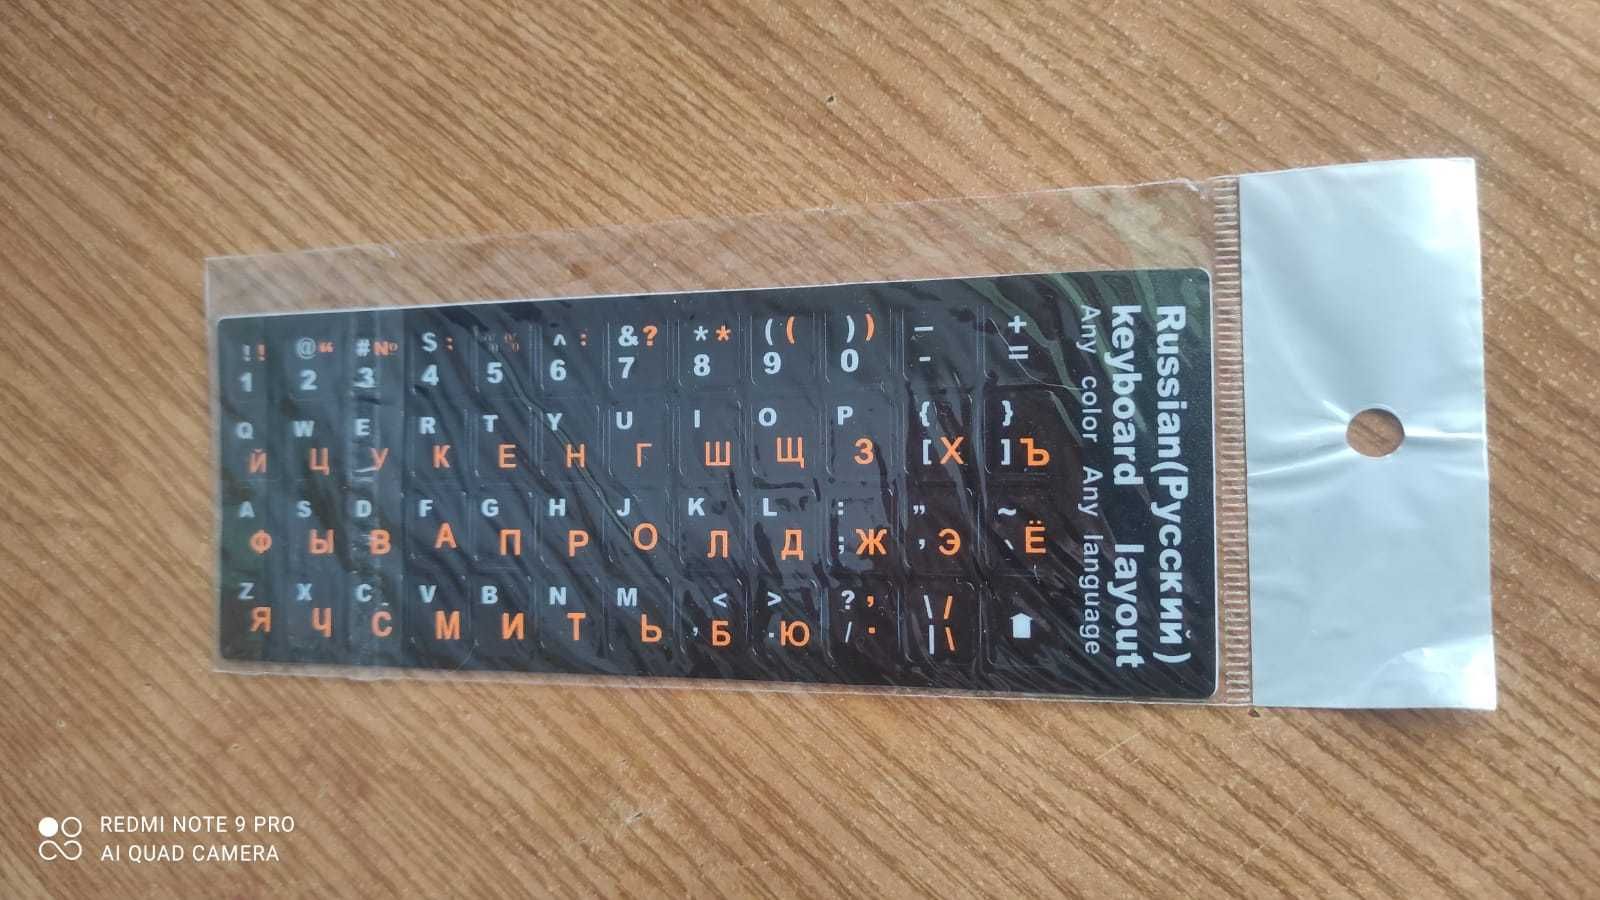 ! ! @ “ # № $ : ^ : & ? * * ( ( ) ) _ +
1 2 3 4 5 6 7 8 9 0 - =
Q W E R T Y U I O P { }
Й Ц У К Е Н Г Ш Щ З [ Х ] Ъ
A S D F G H J K L : ” ~
Ф Ы В А П Р О Л Д ; Ж ' Э ` Ё
Z X C V B N M < > ? , \ /
Я Ч С М И Т Ь , Б . Ю / . | \
Russian(Русский)
keyboard layout
Any color Any language
REDMI NOTE 9 PRO
AI QUAD CAMERA